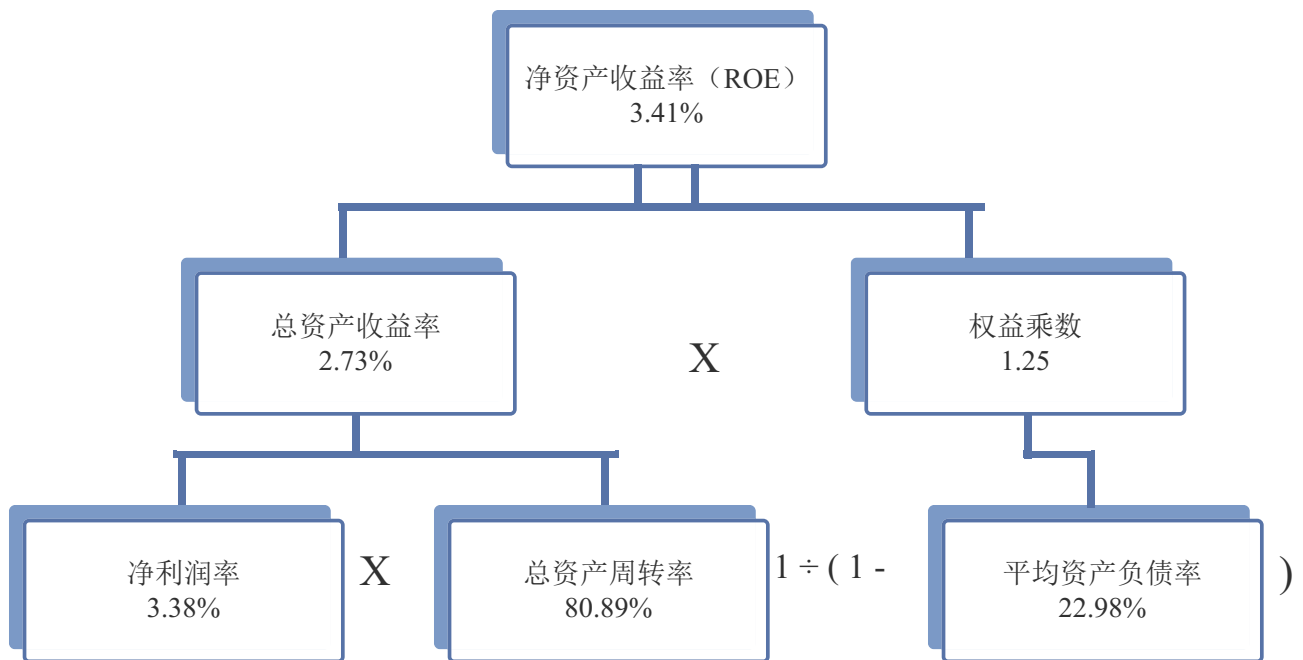 净资产收益率（ROE）
3.41%
总资产收益率
2.73%
X
权益乘数
1.25
净利润率
3.38%
X
总资产周转率
80.89%
1 ÷ ( 1 -
平均资产负债率
22.98%
)